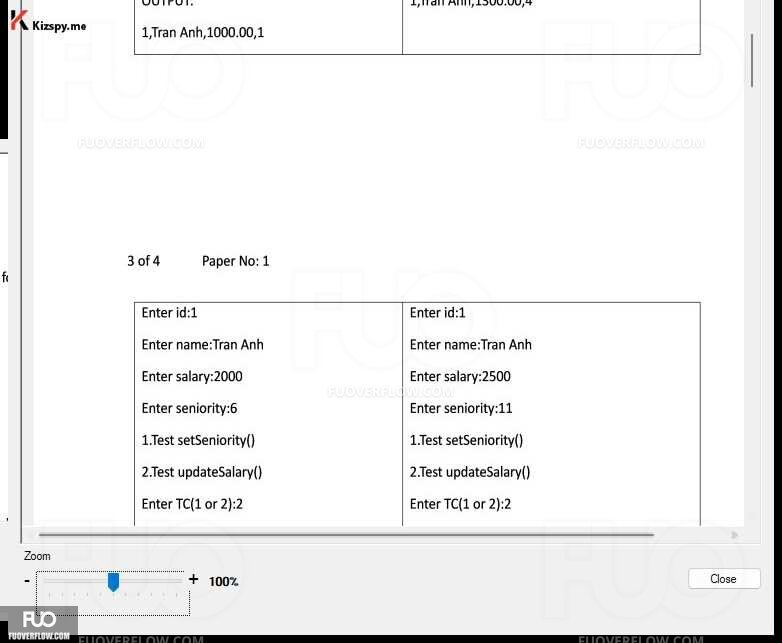 Kizspy.me
OUTPUT:
1,Tran Anh,1500.00,4
1,Tran Anh,1000.00,1
FUOVERFLOW.COM
FUOVERFLOW.COM
3 of 4 Paper No: 1
Enter id:1
Enter name:Tran Anh
Enter salary:2000
Enter seniority:6
1.Test setSeniority()
2.Test updateSalary()
Enter TC(1 or 2):2
Enter id:1
Enter name:Tran Anh
Enter salary:2500
Enter seniority:11
1.Test setSeniority()
2.Test updateSalary()
Enter TC(1 or 2):2
FUO
FUOVERFLOW.COM
Zoom
- + 100%
Close
FUO
FUOVERFLOW.COM
FUOVERFLOW.COM
FUOVERFLOW.COM